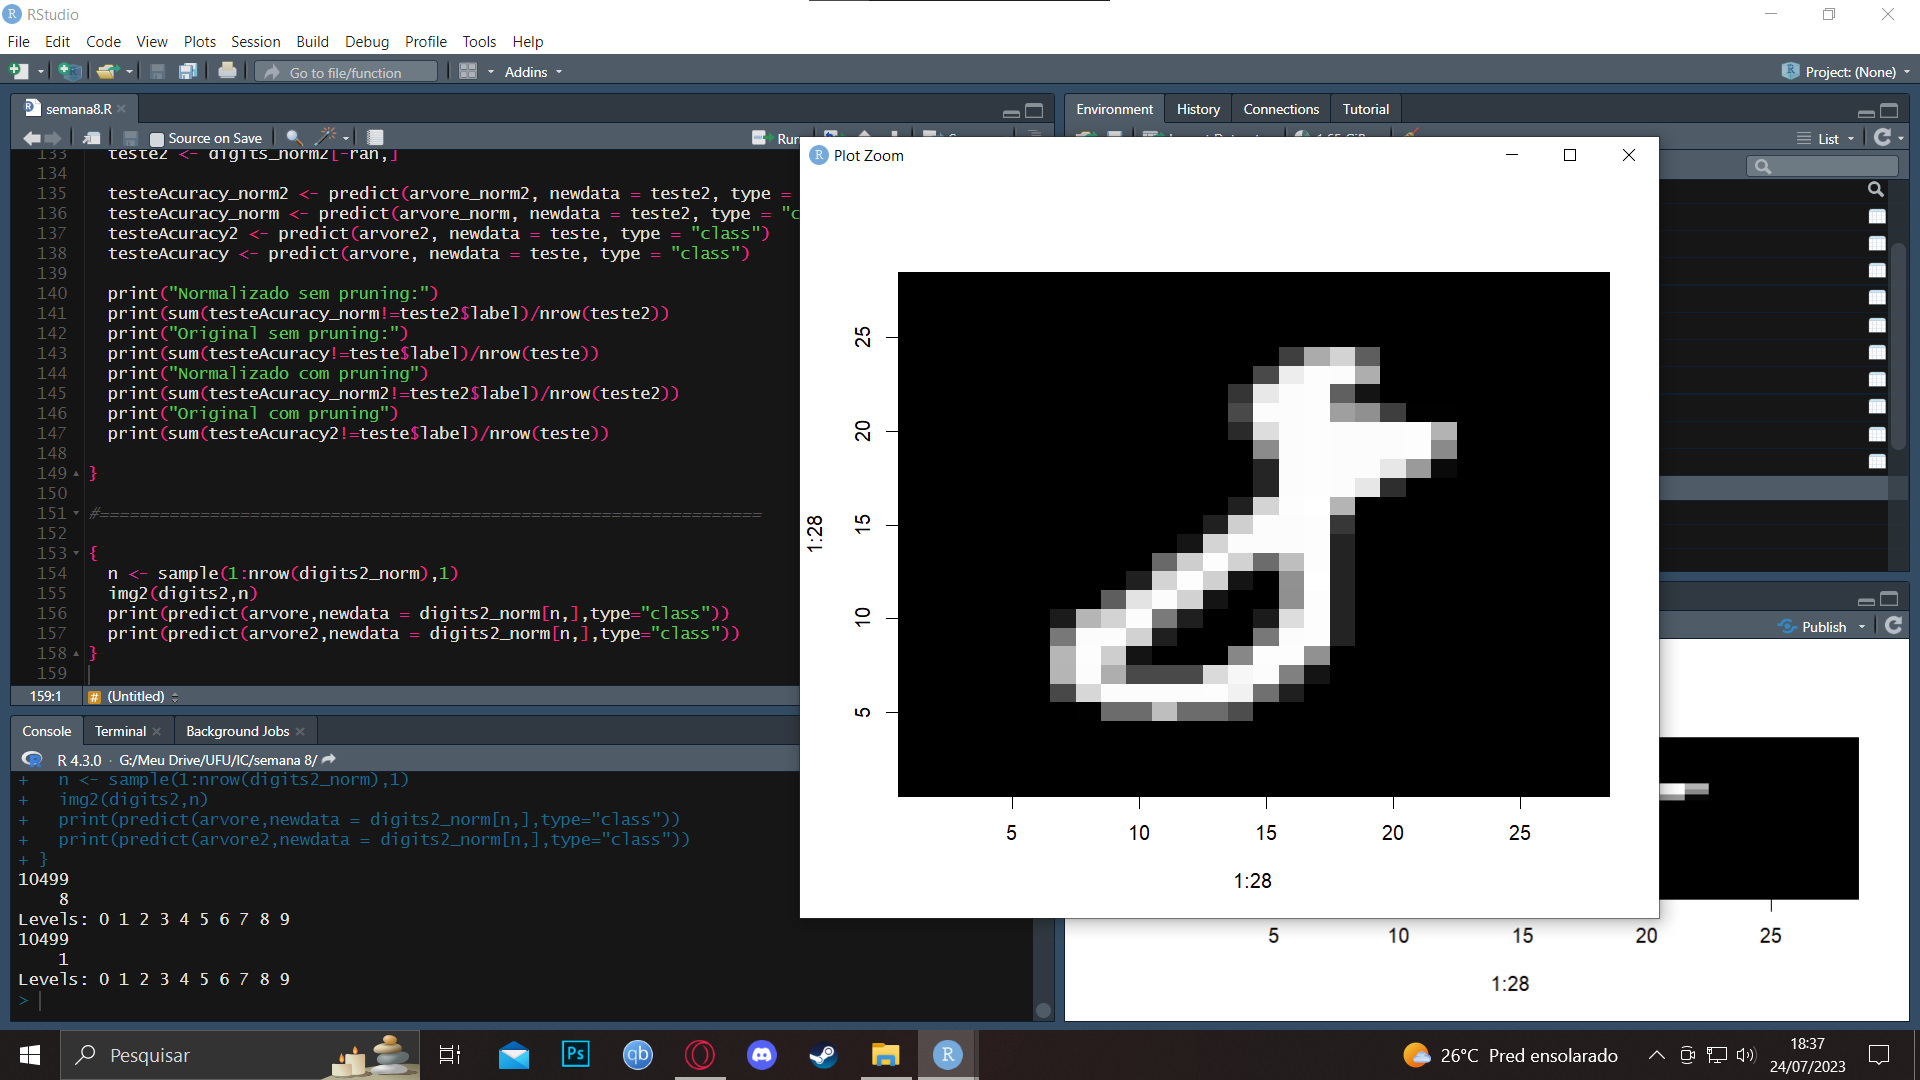 RStudio
File Edit Code View Plots Session Build Debug Profile Tools Help
Go to file/function
Addins
Project: (None)
semana8.R
Source on Save
Run
133 teste2 <- digits_norm2[-ran,]
134
135 testeAcuracy_norm2 <- predict(arvore_norm2, newdata = teste2, type =
136 testeAcuracy_norm <- predict(arvore_norm, newdata = teste2, type = "c
137 testeAcuracy2 <- predict(arvore2, newdata = teste, type = "class")
138 testeAcuracy <- predict(arvore, newdata = teste, type = "class")
139
140 print("Normalizado sem pruning:")
141 print(sum(testeAcuracy_norm!=teste2$label)/nrow(teste2))
142 print("Original sem pruning:")
143 print(sum(testeAcuracy!=teste$label)/nrow(teste))
144 print("Normalizado com pruning")
145 print(sum(testeAcuracy_norm2!=teste2$label)/nrow(teste2))
146 print("Original com pruning")
147 print(sum(testeAcuracy2!=teste$label)/nrow(teste))
148
149 }
150
151 #==================================================================
152
153 {
154 n <- sample(1:nrow(digits2_norm),1)
155 img2(digits2,n)
156 print(predict(arvore,newdata = digits2_norm[n,],type="class"))
157 print(predict(arvore2,newdata = digits2_norm[n,],type="class"))
158 }
159
159:1 # (Untitled)
Console Terminal Background Jobs
R 4.3.0 · G:/Meu Drive/UFU/IC/semana 8/
+ n <- sample(1:nrow(digits2_norm),1)
+ img2(digits2,n)
+ print(predict(arvore,newdata = digits2_norm[n,],type="class"))
+ print(predict(arvore2,newdata = digits2_norm[n,],type="class"))
+ }
10499
8
Levels: 0 1 2 3 4 5 6 7 8 9
10499
1
Levels: 0 1 2 3 4 5 6 7 8 9
>
Environment History Connections Tutorial
List
Plot Zoom
1:28
25
20
15
10
5
5 10 15 20 25
1:28
Publish
5 10 15 20 25
1:28
Pesquisar
Ps
qb
R
26°C Pred ensolarado
18:37
24/07/2023